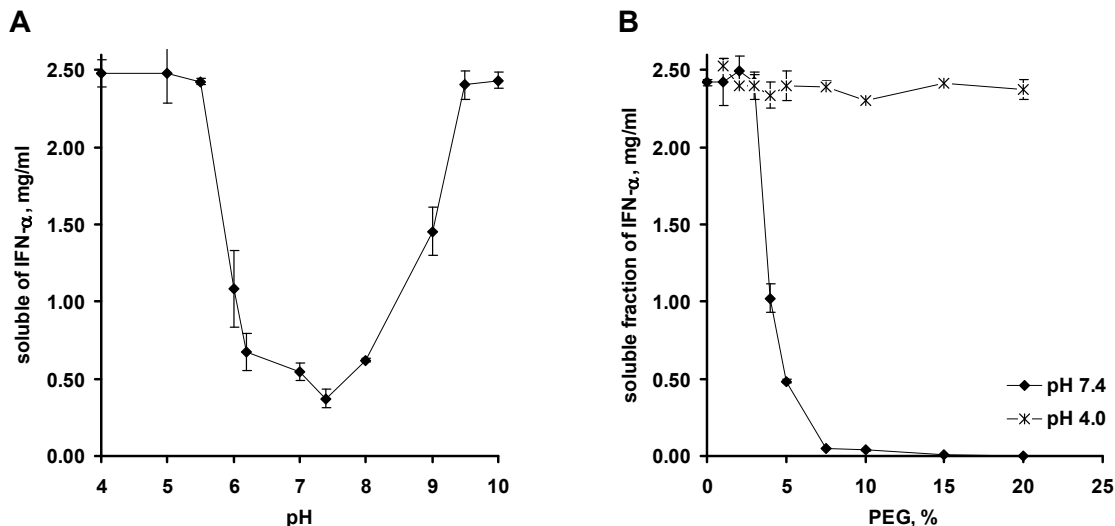 A
soluble of IFN-α, mg/ml
2.50
2.00
1.50
1.00
0.50
0.00
4 5 6 7 8 9 10
pH
B
soluble fraction of IFN-α, mg/ml
2.50
2.00
1.50
1.00
0.50
0.00
pH 7.4
pH 4.0
0 5 10 15 20 25
PEG, %